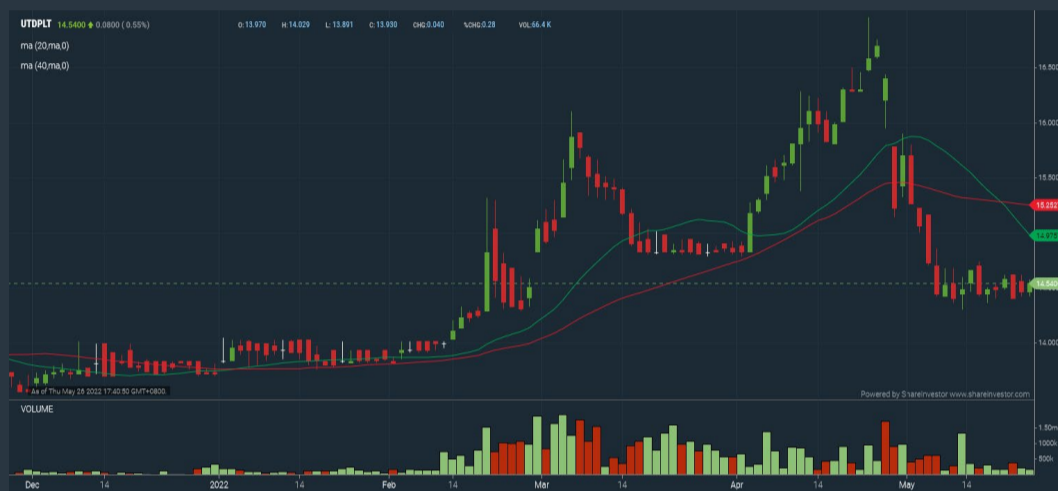 UTDPLT 14.5400 0.0800 ( 0.55%) O: 13.970 H: 14.029 L: 13.891 C: 13.930 CHG:0.040 %CHG:0.28 VOL:66.4 K
ma (20,ma,0)
ma (40,ma,0)
16.500
16.000
15.500
15.252
14.540
14.000
As of Thu May 26 2022 17:40:50 GMT+0800
Powered by ShareInvestor www.shareinvestor.com
VOLUME
1.50m
1000k
500k
Dec 14 2022 14 Feb 14 Mar 14 Apr 14 May 14